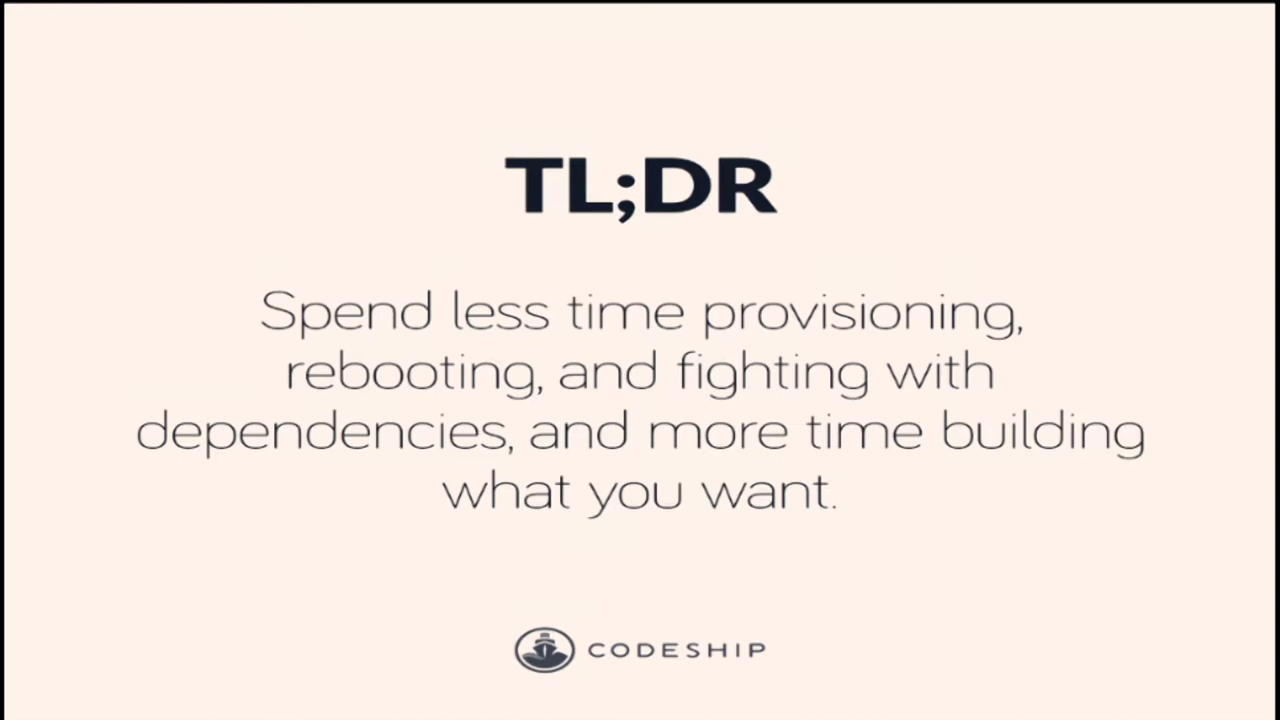 TL;DR
Spend less time provisioning,
rebooting, and fighting with
dependencies, and more time building
what you want.
CODESHIP